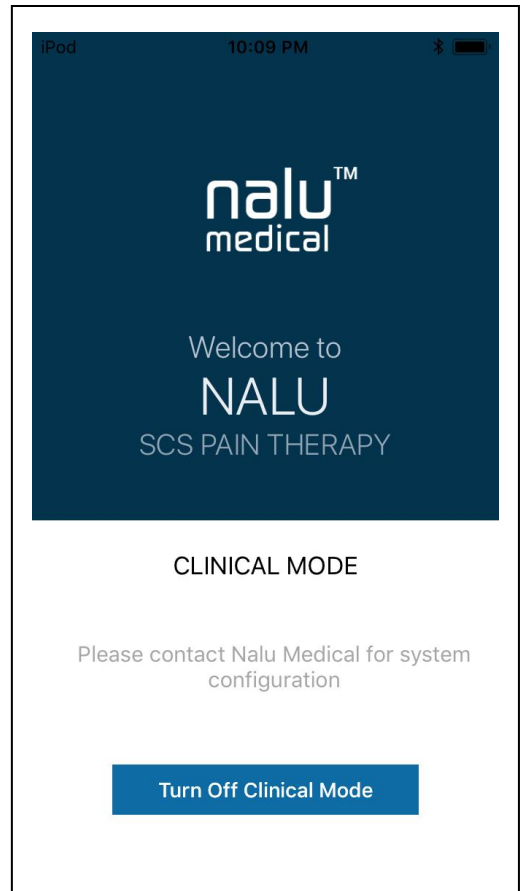 iPod 10:09 PM
nalu™
medical
Welcome to
NALU
SCS PAIN THERAPY
CLINICAL MODE
Please contact Nalu Medical for system
configuration
Turn Off Clinical Mode